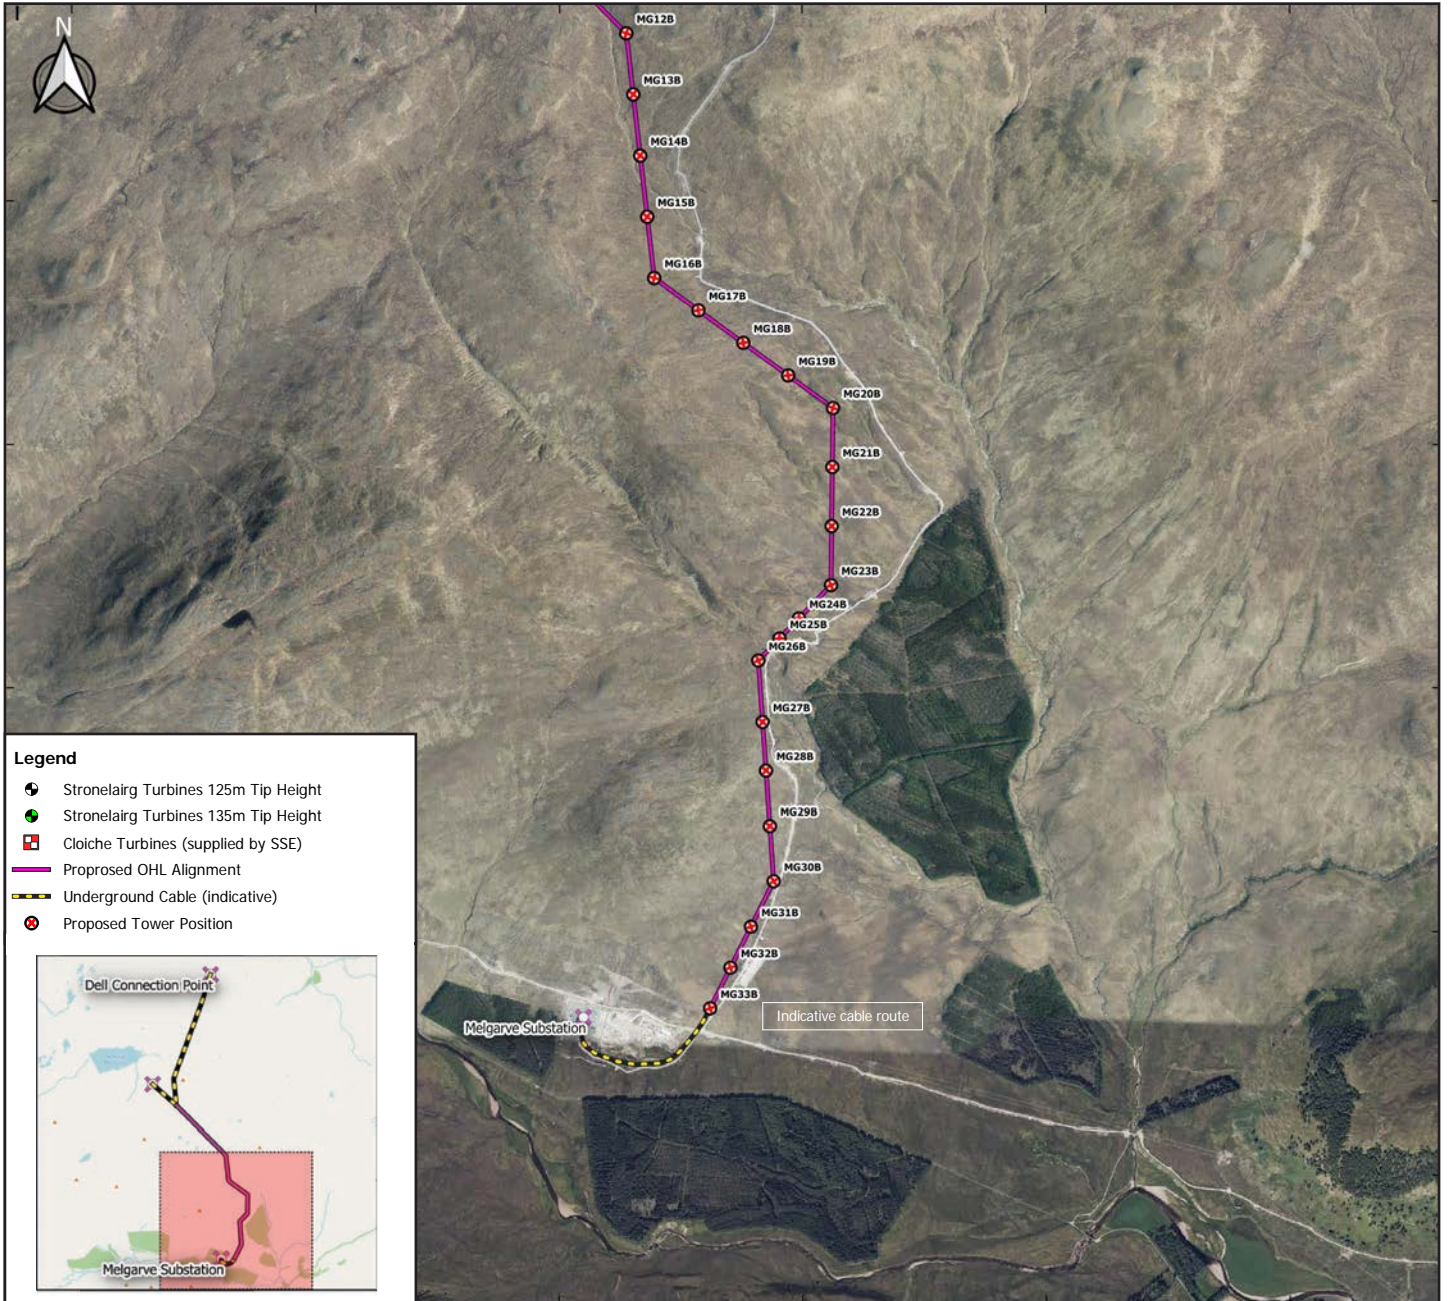 N
MG12B
MG13B
MG14B
MG15B
MG16B
MG17B
MG18B
MG19B
MG20B
MG21B
MG22B
MG23B
MG24B
MG25B
MG26B
MG27B
MG28B
MG29B
MG30B
MG31B
MG32B
MG33B
Indicative cable route
Melgarve Substation
Legend
Stronelairg Turbines 125m Tip Height
Stronelairg Turbines 135m Tip Height
Cloiche Turbines (supplied by SSE)
Proprosed OHL Alignment
Underground Cable (indicative)
Proposed Tower Position
Dell Connection Point
Melgarve Substation